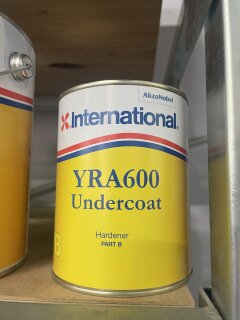 AkzoNobel
International.
YRA600
Undercoat
Hardener
PART B